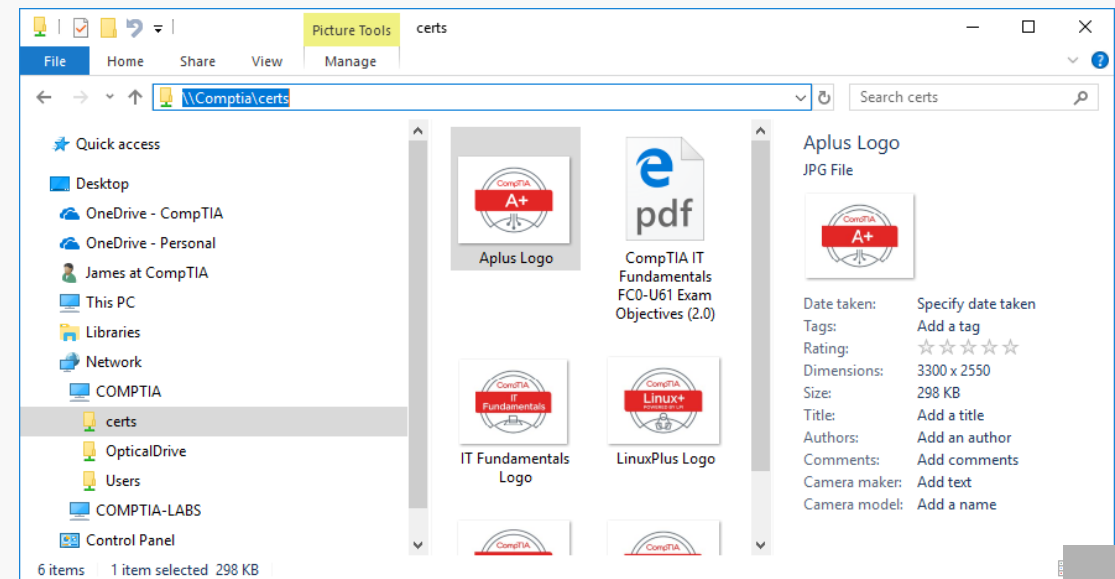 Picture Tools
certs
File
Home
Share
View
Manage
?
\\Comptia\certs
Search certs
Quick access
Desktop
OneDrive - CompTIA
OneDrive - Personal
James at CompTIA
This PC
Libraries
Network
COMPTIA
certs
OpticalDrive
Users
COMPTIA-LABS
Control Panel
CompTIA
A+
Aplus Logo
pdf
CompTIA IT
Fundamentals
FC0-U61 Exam
Objectives (2.0)
CompTIA
IT
Fundamentals
IT Fundamentals
Logo
CompTIA
Linux+
POWERED BY LPI
LinuxPlus Logo
CompTIA
CompTIA
Aplus Logo
JPG File
CompTIA
A+
Date taken: Specify date taken
Tags: Add a tag
Rating:
Dimensions: 3300 x 2550
Size: 298 KB
Title: Add a title
Authors: Add an author
Comments: Add comments
Camera maker: Add text
Camera model: Add a name
6 items
1 item selected 298 KB